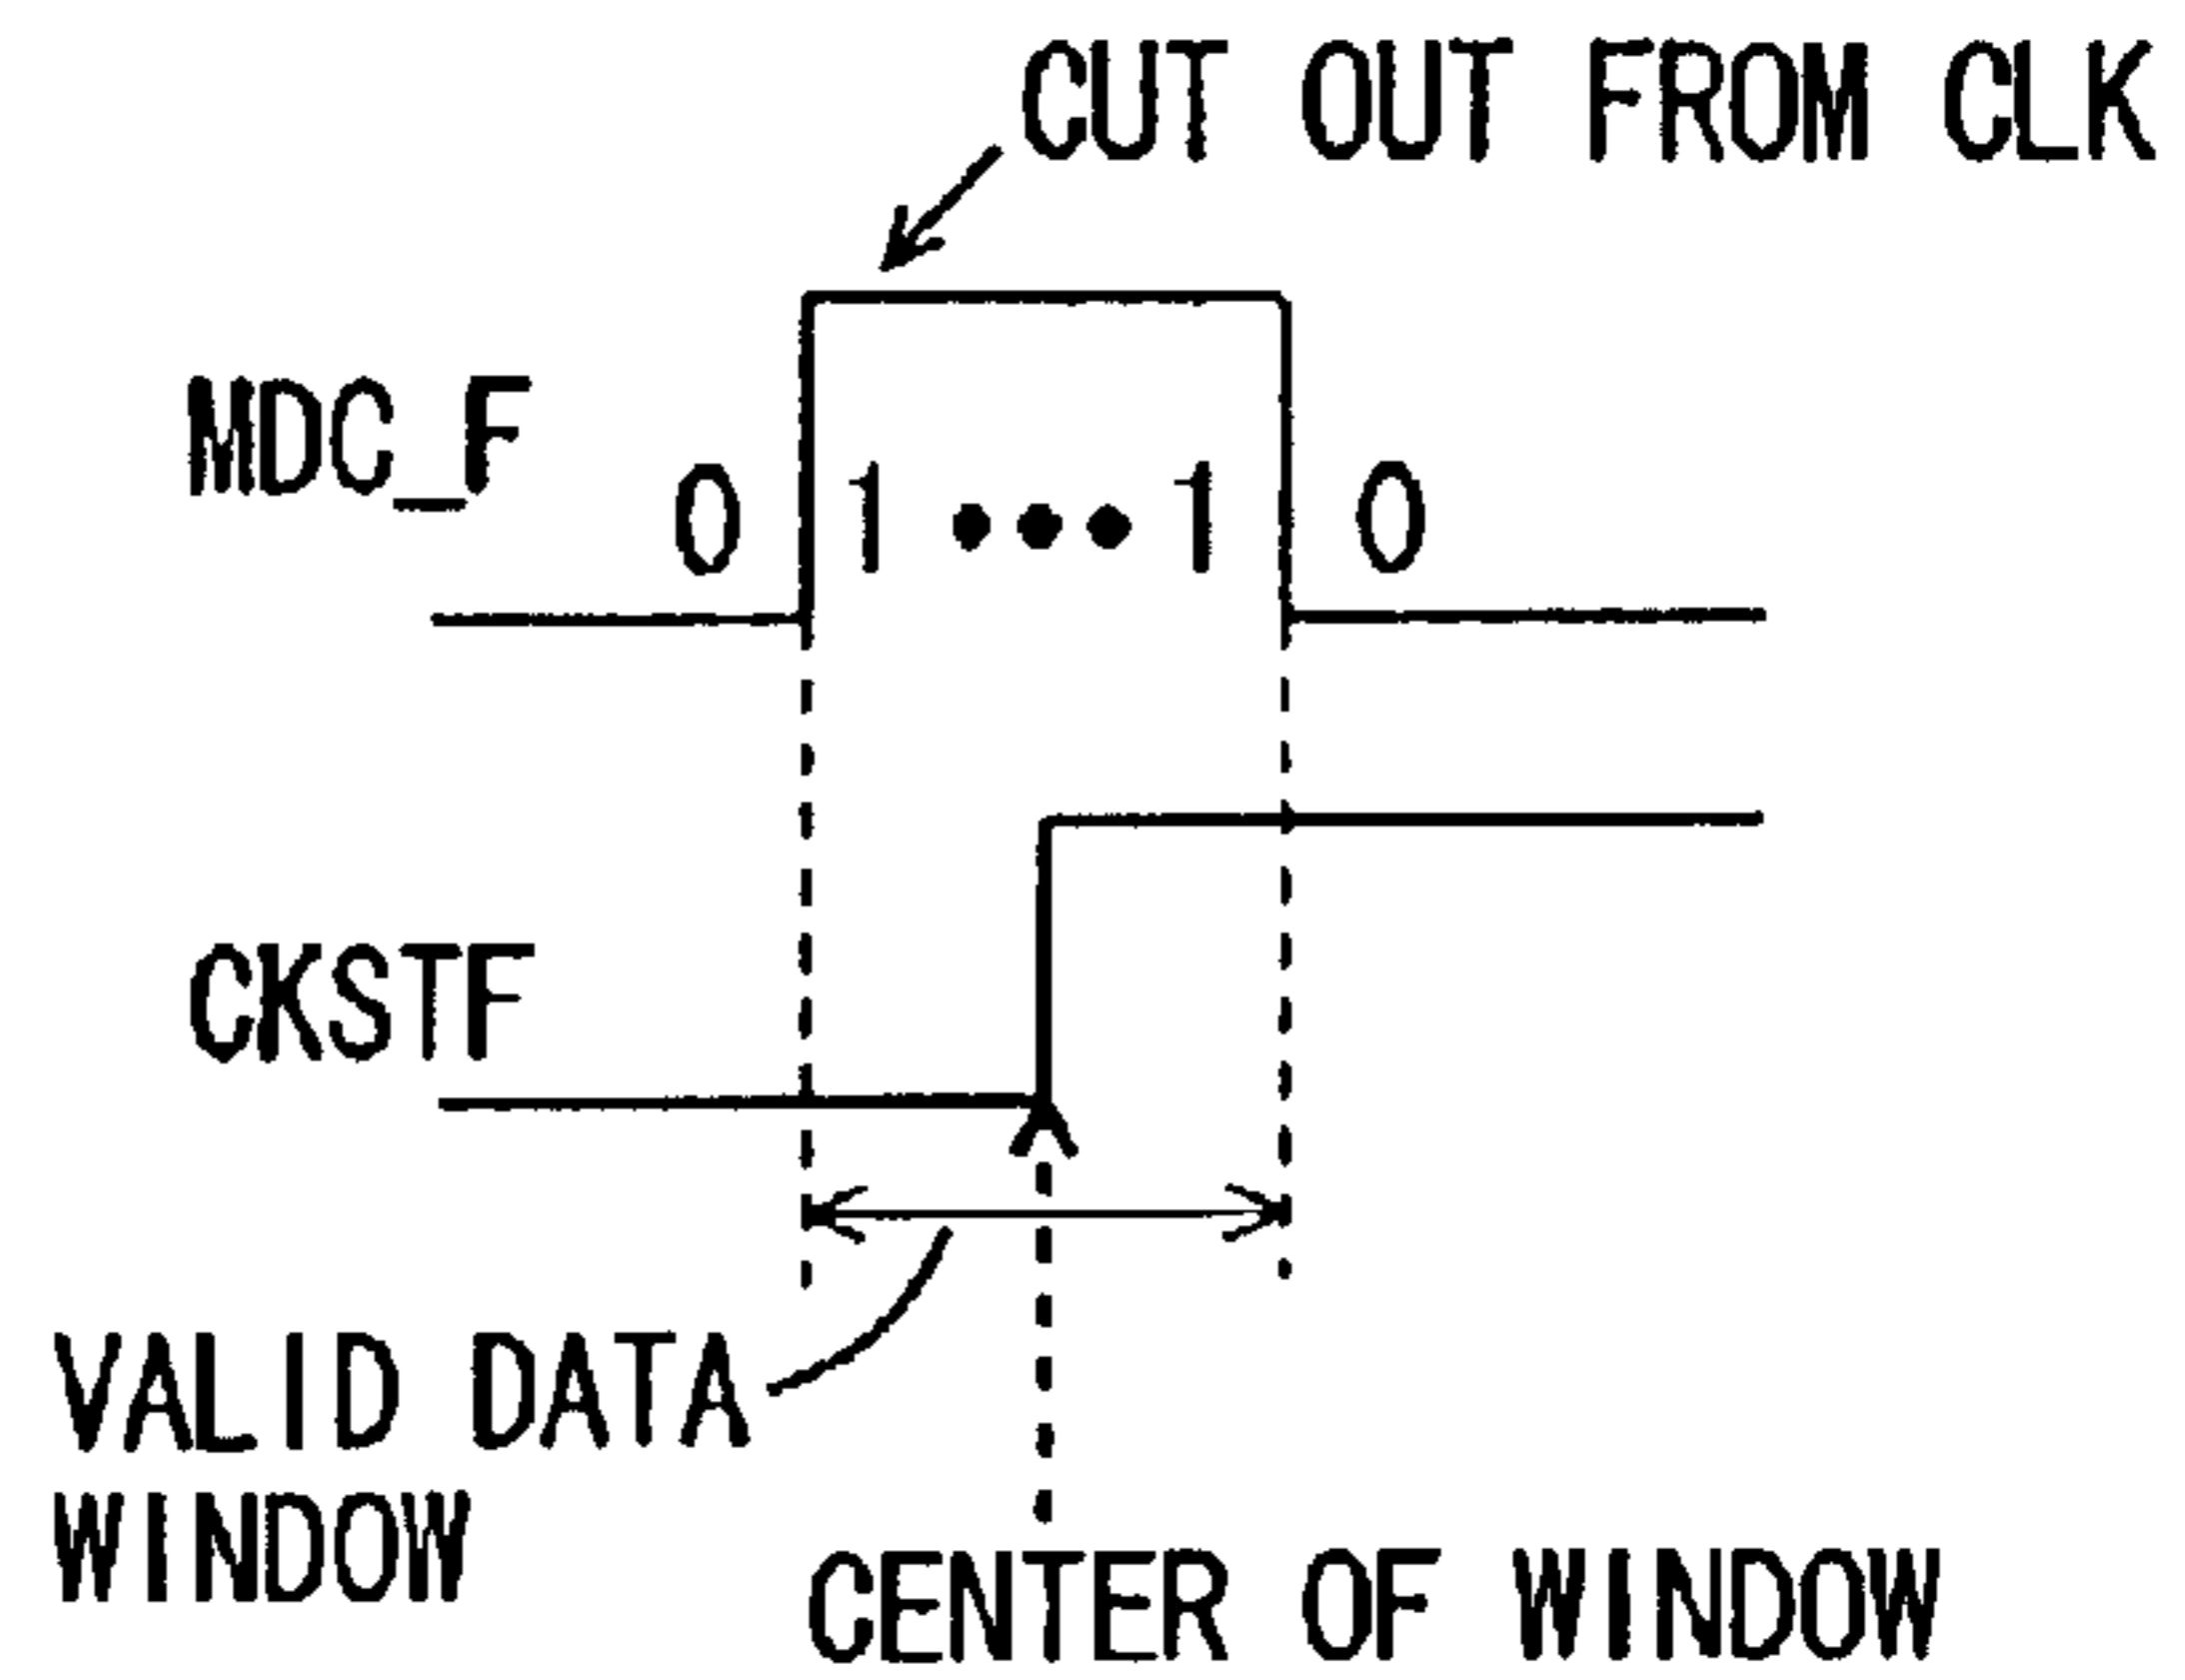 CUT OUT FROM CLK
MDC_F
0 1 ••• 1 0
CKSTF
VALID DATA
WINDOW
CENTER OF WINDOW